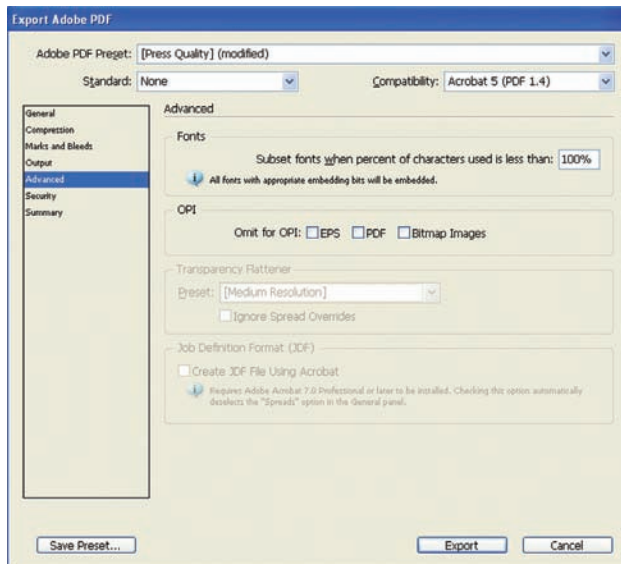 Export Adobe PDF
Adobe PDF Preset: [Press Quality] (modified)
Standard: None Compatibility: Acrobat 5 (PDF 1.4)
General
Compression
Marks and Bleeds
Output
Advanced
Security
Summary
Advanced
Fonts
Subset fonts when percent of characters used is less than: 100%
All fonts with appropriate embedding bits will be embedded.
OPI
Omit for OPI: EPS PDF Bitmap Images
Transparency Flattener
Preset: [Medium Resolution]
Ignore Spread Overrides
Job Definition Format (JDF)
Create JDF File Using Acrobat
Requires Adobe Acrobat 7.0 Professional or later to be installed. Checking this option automatically
deselects the "Spreads" option in the General panel.
Save Preset... Export Cancel